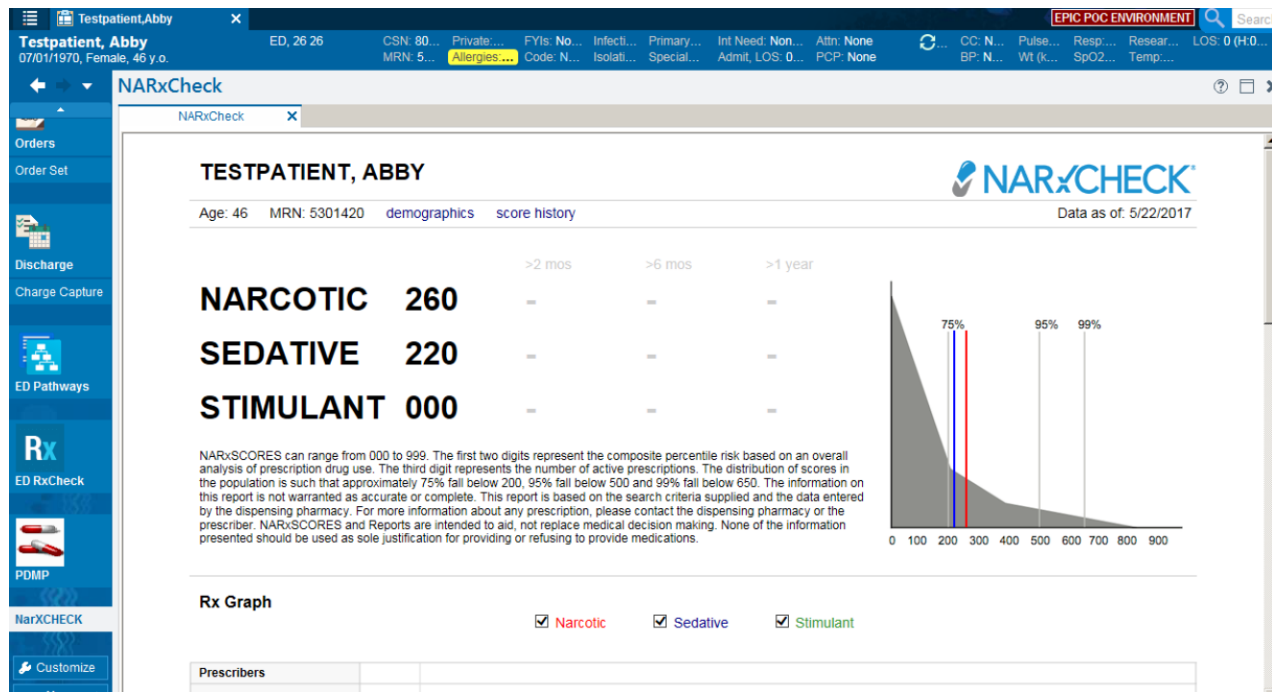 Testpatient,Abby
EPIC POC ENVIRONMENT
Search
Testpatient, Abby
07/01/1970, Female, 46 y.o.
ED, 26 26
CSN: 80...
MRN: 5...
Private:...
Allergies:...
FYIs: No...
Code: N...
Infecti...
Isolati...
Primary...
Special...
Int Need: Non...
Admit, LOS: 0...
Attn: None
PCP: None
CC: N...
BP: N...
Pulse...
Wt (k...
Resp:...
SpO2...
Resear...
Temp:...
LOS: 0 (H:0...
NARxCheck
NARxCheck
Orders
Order Set
Discharge
Charge Capture
ED Pathways
Rx
ED RxCheck
PDMP
NarXCHECK
Customize
TESTPATIENT, ABBY
NARxCHECK®
Age: 46 MRN: 5301420 demographics score history
Data as of: 5/22/2017
>2 mos >6 mos >1 year
NARCOTIC 260 - - -
SEDATIVE 220 - - -
STIMULANT 000 - - -
75% 95% 99%
0 100 200 300 400 500 600 700 800 900
NARxSCORES can range from 000 to 999. The first two digits represent the composite percentile risk based on an overall
analysis of prescription drug use. The third digit represents the number of active prescriptions. The distribution of scores in
the population is such that approximately 75% fall below 200, 95% fall below 500 and 99% fall below 650. The information on
this report is not warranted as accurate or complete. This report is based on the search criteria supplied and the data entered
by the dispensing pharmacy. For more information about any prescription, please contact the dispensing pharmacy or the
prescriber. NARxSCORES and Reports are intended to aid, not replace medical decision making. None of the information
presented should be used as sole justification for providing or refusing to provide medications.
Rx Graph
Narcotic Sedative Stimulant
Prescribers